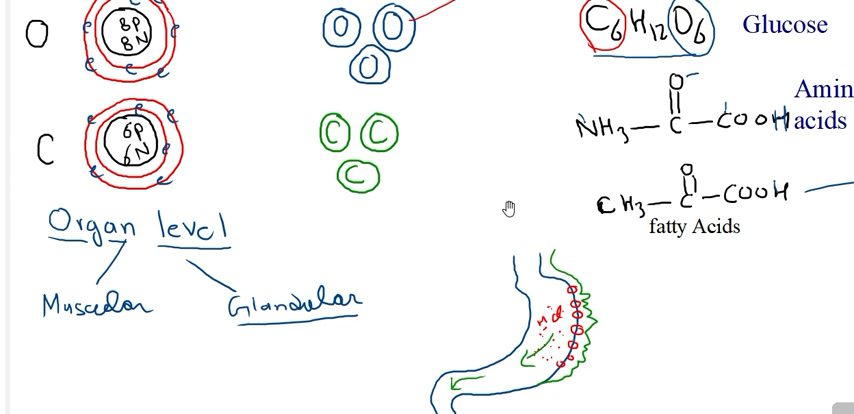 O
8P
8N
O O
O
C6H12O6 Glucose
C
6P
6N
C C
C
O-
NH3-C-COOH
Amin
acids
O
CH3-C-COOH
fatty Acids
Organ level
Muscular
Glandular